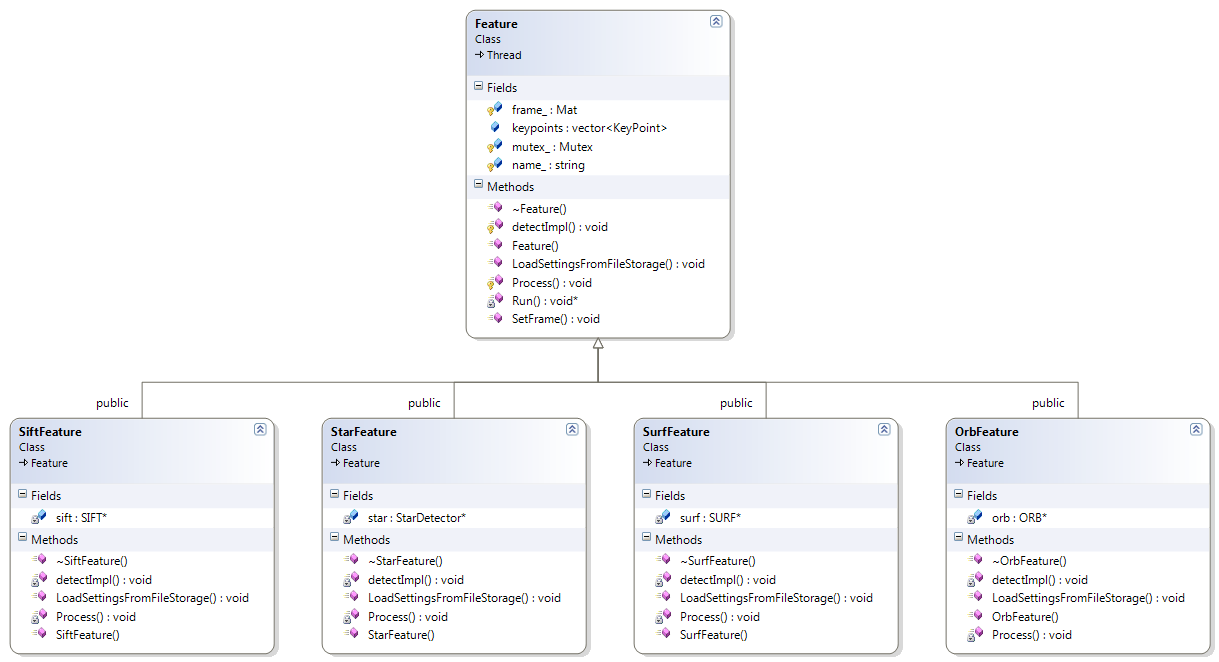 Feature
Class
Thread
Fields
frame_ : Mat
keypoints : vector<KeyPoint>
mutex_ : Mutex
name_ : string
Methods
~Feature()
detectImpl() : void
Feature()
LoadSettingsFromFileStorage() : void
Process() : void
Run() : void*
SetFrame() : void
public
public
public
public
SiftFeature
Class
Feature
Fields
sift : SIFT*
Methods
~SiftFeature()
detectImpl() : void
LoadSettingsFromFileStorage() : void
Process() : void
SiftFeature()
StarFeature
Class
Feature
Fields
star : StarDetector*
Methods
~StarFeature()
detectImpl() : void
LoadSettingsFromFileStorage() : void
Process() : void
StarFeature()
SurfFeature
Class
Feature
Fields
surf : SURF*
Methods
~SurfFeature()
detectImpl() : void
LoadSettingsFromFileStorage() : void
Process() : void
SurfFeature()
OrbFeature
Class
Feature
Fields
orb : ORB*
Methods
~OrbFeature()
detectImpl() : void
LoadSettingsFromFileStorage() : void
OrbFeature()
Process() : void